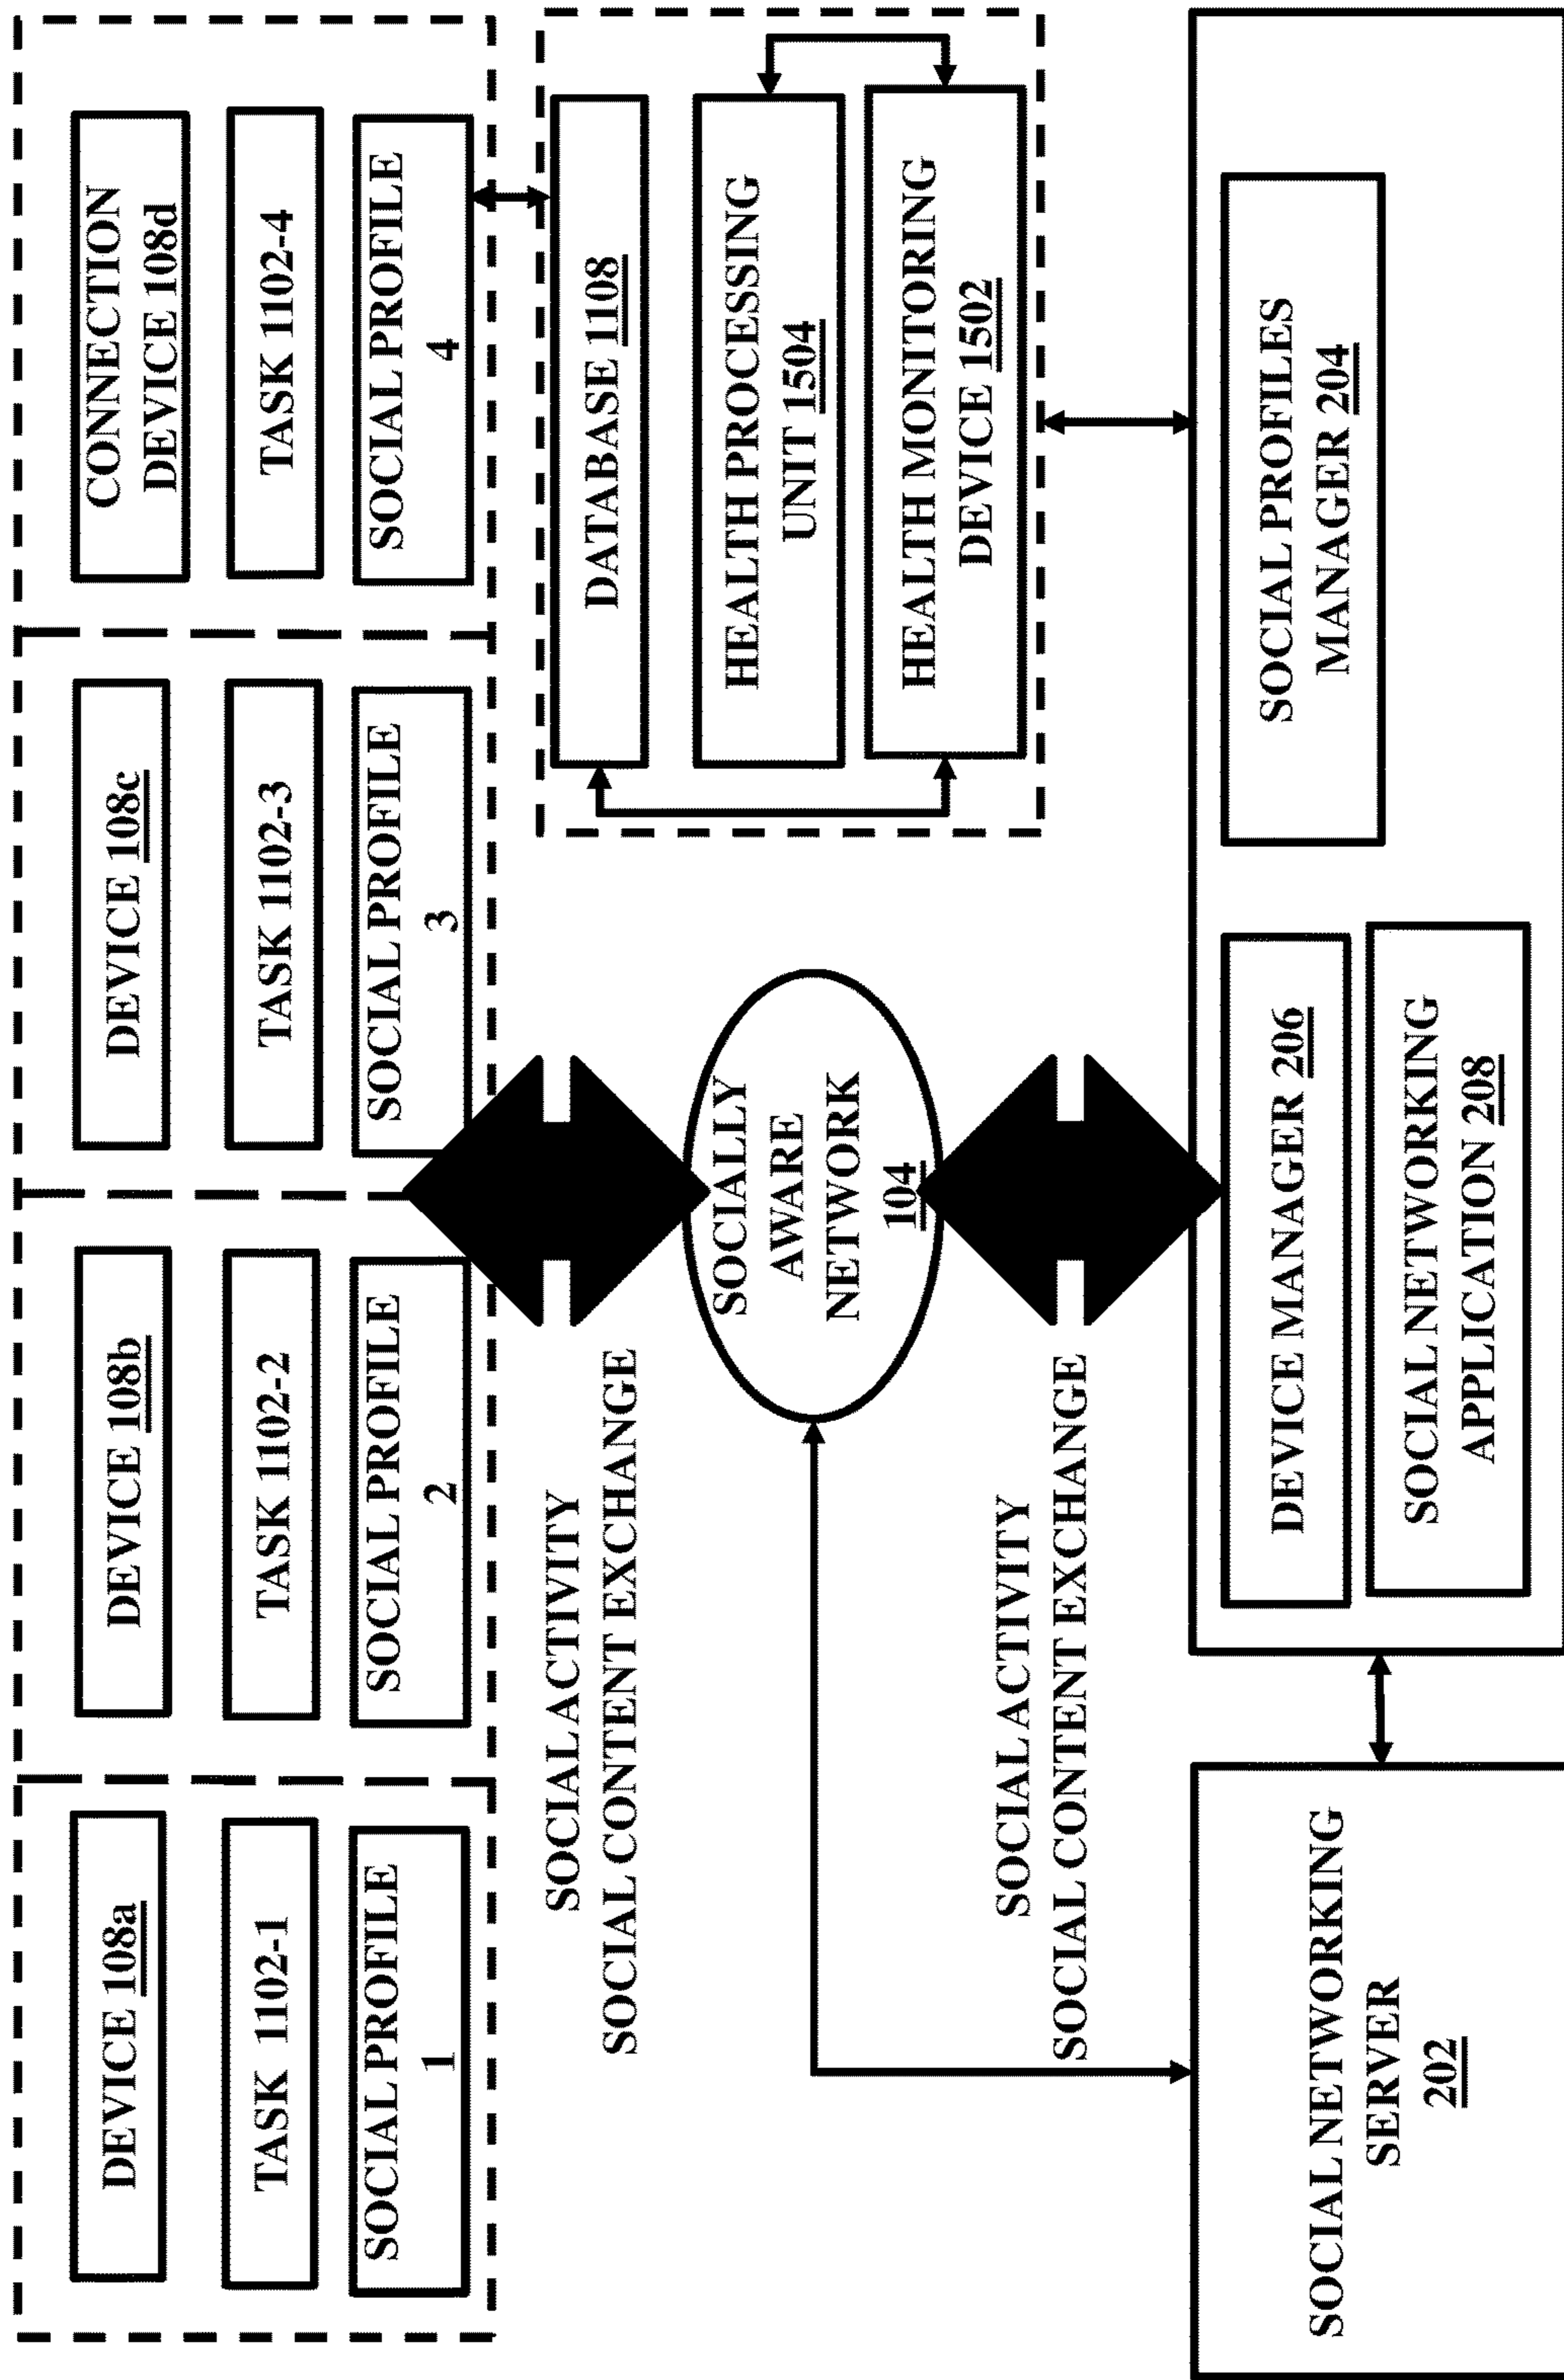 DEVICE 108a
TASK 1102-1
SOCIAL PROFILE
1
DEVICE 108b
TASK 1102-2
SOCIAL PROFILE
2
DEVICE 108c
TASK 1102-3
SOCIAL PROFILE
3
CONNECTION
DEVICE 108d
TASK 1102-4
SOCIAL PROFILE
4
SOCIAL ACTIVITY
SOCIAL CONTENT EXCHANGE
SOCIALLY
AWARE
NETWORK
104
DATABASE 1108
HEALTH PROCESSING
UNIT 1504
HEALTH MONITORING
DEVICE 1502
SOCIAL ACTIVITY
SOCIAL CONTENT EXCHANGE
SOCIAL NETWORKING
SERVER
202
DEVICE MANAGER 206
SOCIAL NETWORKING
APPLICATION 208
SOCIAL PROFILES
MANAGER 204